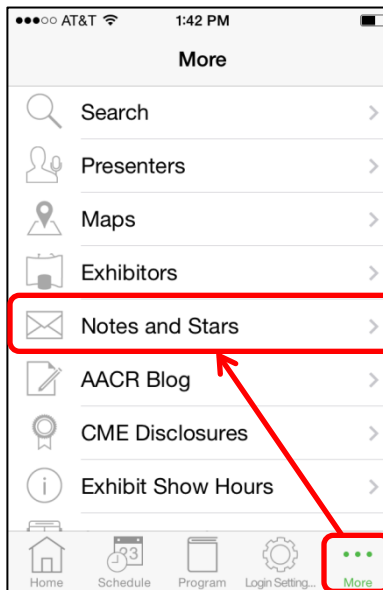 AT&T 1:42 PM
More
Search
Presenters
Maps
Exhibitors
Notes and Stars
AACR Blog
CME Disclosures
i Exhibit Show Hours
Home Schedule Program Login Setting... More